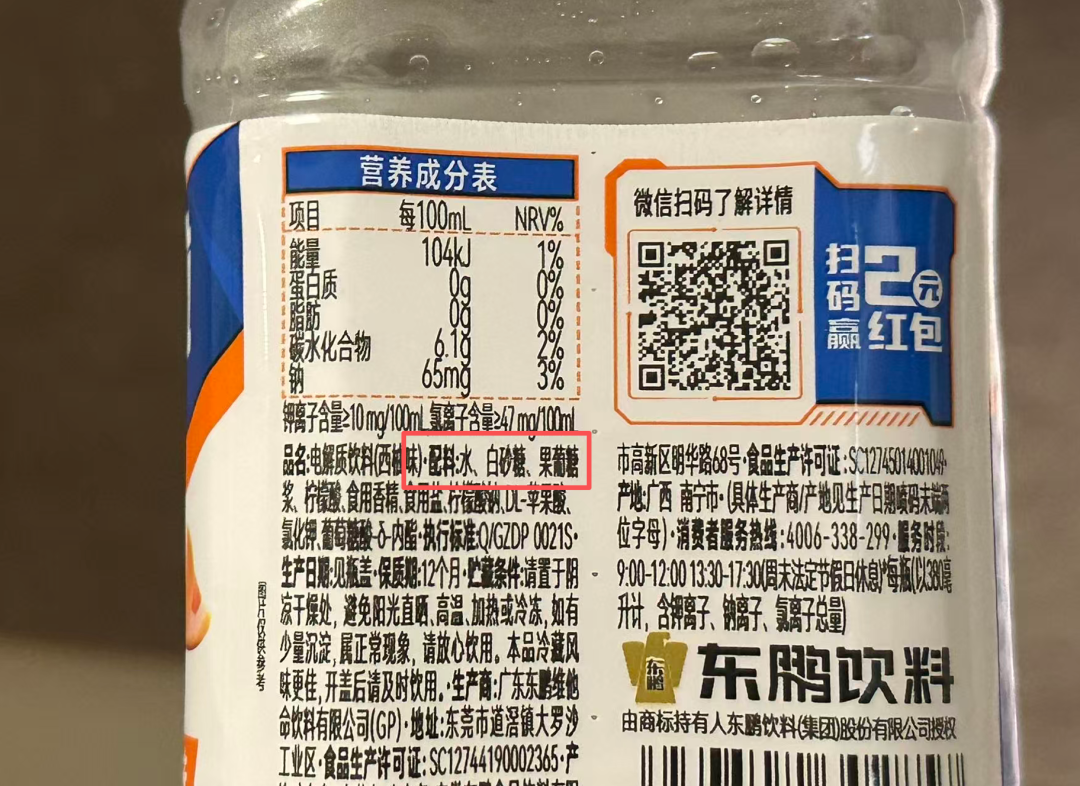 营养成分表
项目 每100mL NRV%
能量 104kJ 1%
蛋白质 0g 0%
脂肪 0g 0%
碳水化合物 6.1g 2%
钠 65mg 3%
钾离子含量≥10mg/100mL 氯离子含量≥47mg/100ml
品名:电解质饮料(西柚味)·配料:水、白砂糖、果葡糖
浆、柠檬酸、食用香精、食用盐、柠檬酸钠、DL-苹果酸、
氯化钾、葡萄糖酸-δ-内酯·执行标准:Q/GZDP 0021S·
生产日期:见瓶盖·保质期:12个月·贮藏条件:请置于阴
凉干燥处, 避免阳光直晒、高温、加热或冷冻, 如有
少量沉淀, 属正常现象, 请放心饮用。本品冷藏风
味更佳, 开盖后请及时饮用。·生产商:广东东鹏维他
命饮料有限公司(GP)·地址:东莞市道滘镇大罗沙
工业区·食品生产许可证:SC12744190002365·产
图片仅供参考
微信扫码了解详情
扫码赢2元红包
市高新区明华路68号·食品生产许可证:SC12745014001049·
产地:广西 南宁市·(具体生产商/产地见生产日期喷码末端两
位字母)·消费者服务热线:4006-338-299·服务时段:
9:00-12:00 13:30-17:30(周末法定节假日休息)*每瓶(以380毫
升计, 含钾离子、钠离子、氯离子总量)
东鹏
东鹏饮料
由商标持有人东鹏饮料(集团)股份有限公司授权